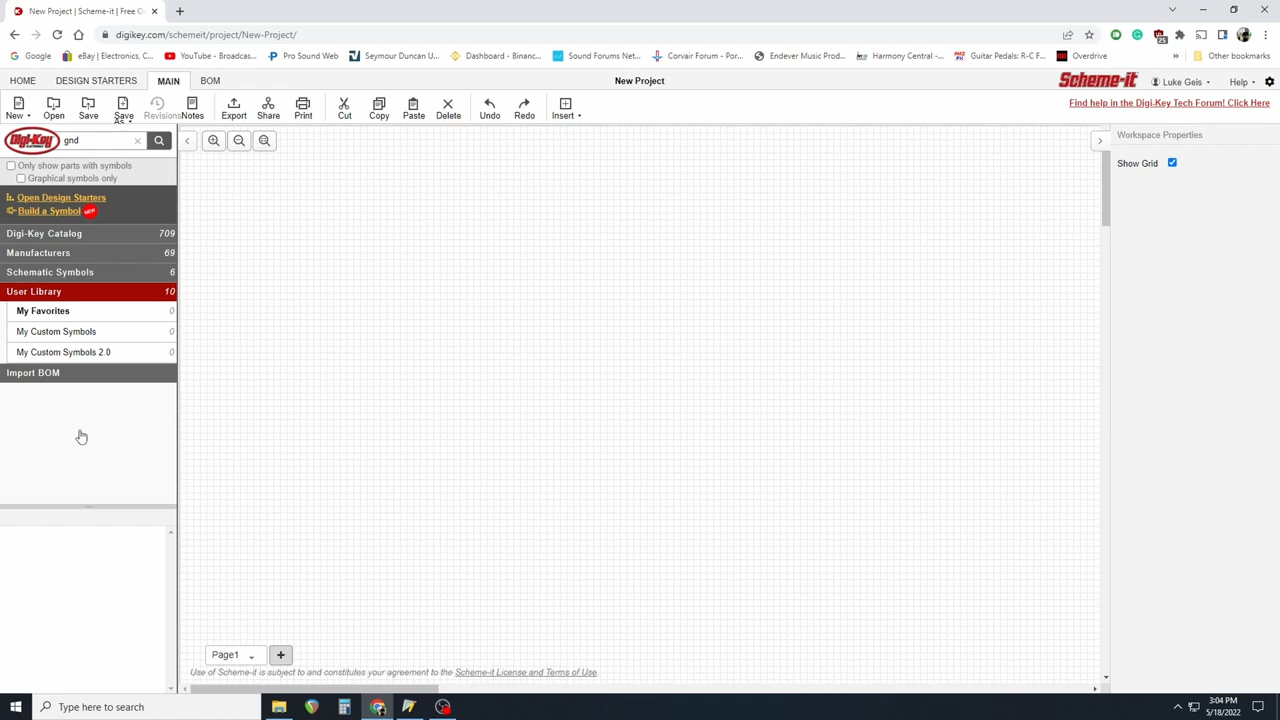 New Project | Scheme-it | Free O
digikey.com/schemeit/project/New-Project/
Google
eBay | Electronics, C...
YouTube - Broadcas...
Pro Sound Web
Seymour Duncan U...
Dashboard - Binanc...
Sound Forums Net...
Corvair Forum - Por...
Endever Music Prod...
Harmony Central -...
Guitar Pedals: R-C F...
Overdrive
»
Other bookmarks
HOME
DESIGN STARTERS
MAIN
BOM
New Project
Scheme-it
Luke Geis
Help
Find help in the Digi-Key Tech Forum! Click Here
New
Open
Save
Save As
Revisions
Notes
Export
Share
Print
Cut
Copy
Paste
Delete
Undo
Redo
Insert
Digi-Key
ELECTRONICS
gnd
Only show parts with symbols
Graphical symbols only
Open Design Starters
Build a Symbol NEW
Digi-Key Catalog 709
Manufacturers 69
Schematic Symbols 6
User Library 10
My Favorites 0
My Custom Symbols 0
My Custom Symbols 2.0 0
Import BOM
Workspace Properties
Show Grid
Page1
+
Use of Scheme-it is subject to and constitutes your agreement to the Scheme-it License and Terms of Use.
Type here to search
3:04 PM
5/18/2022